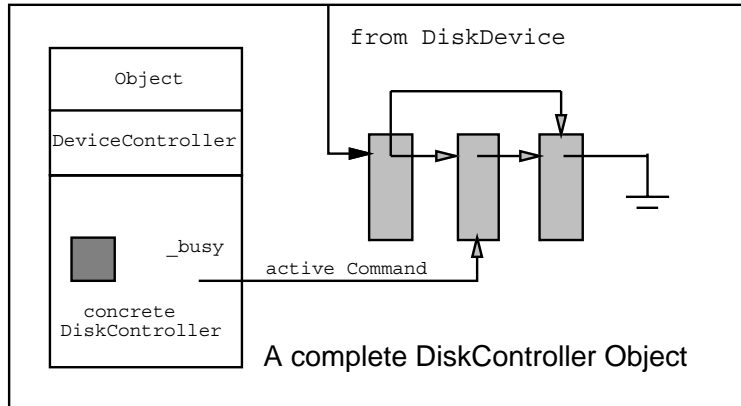 from DiskDevice
Object
DeviceController
_busy
active Command
concrete
DiskController
A complete DiskController Object